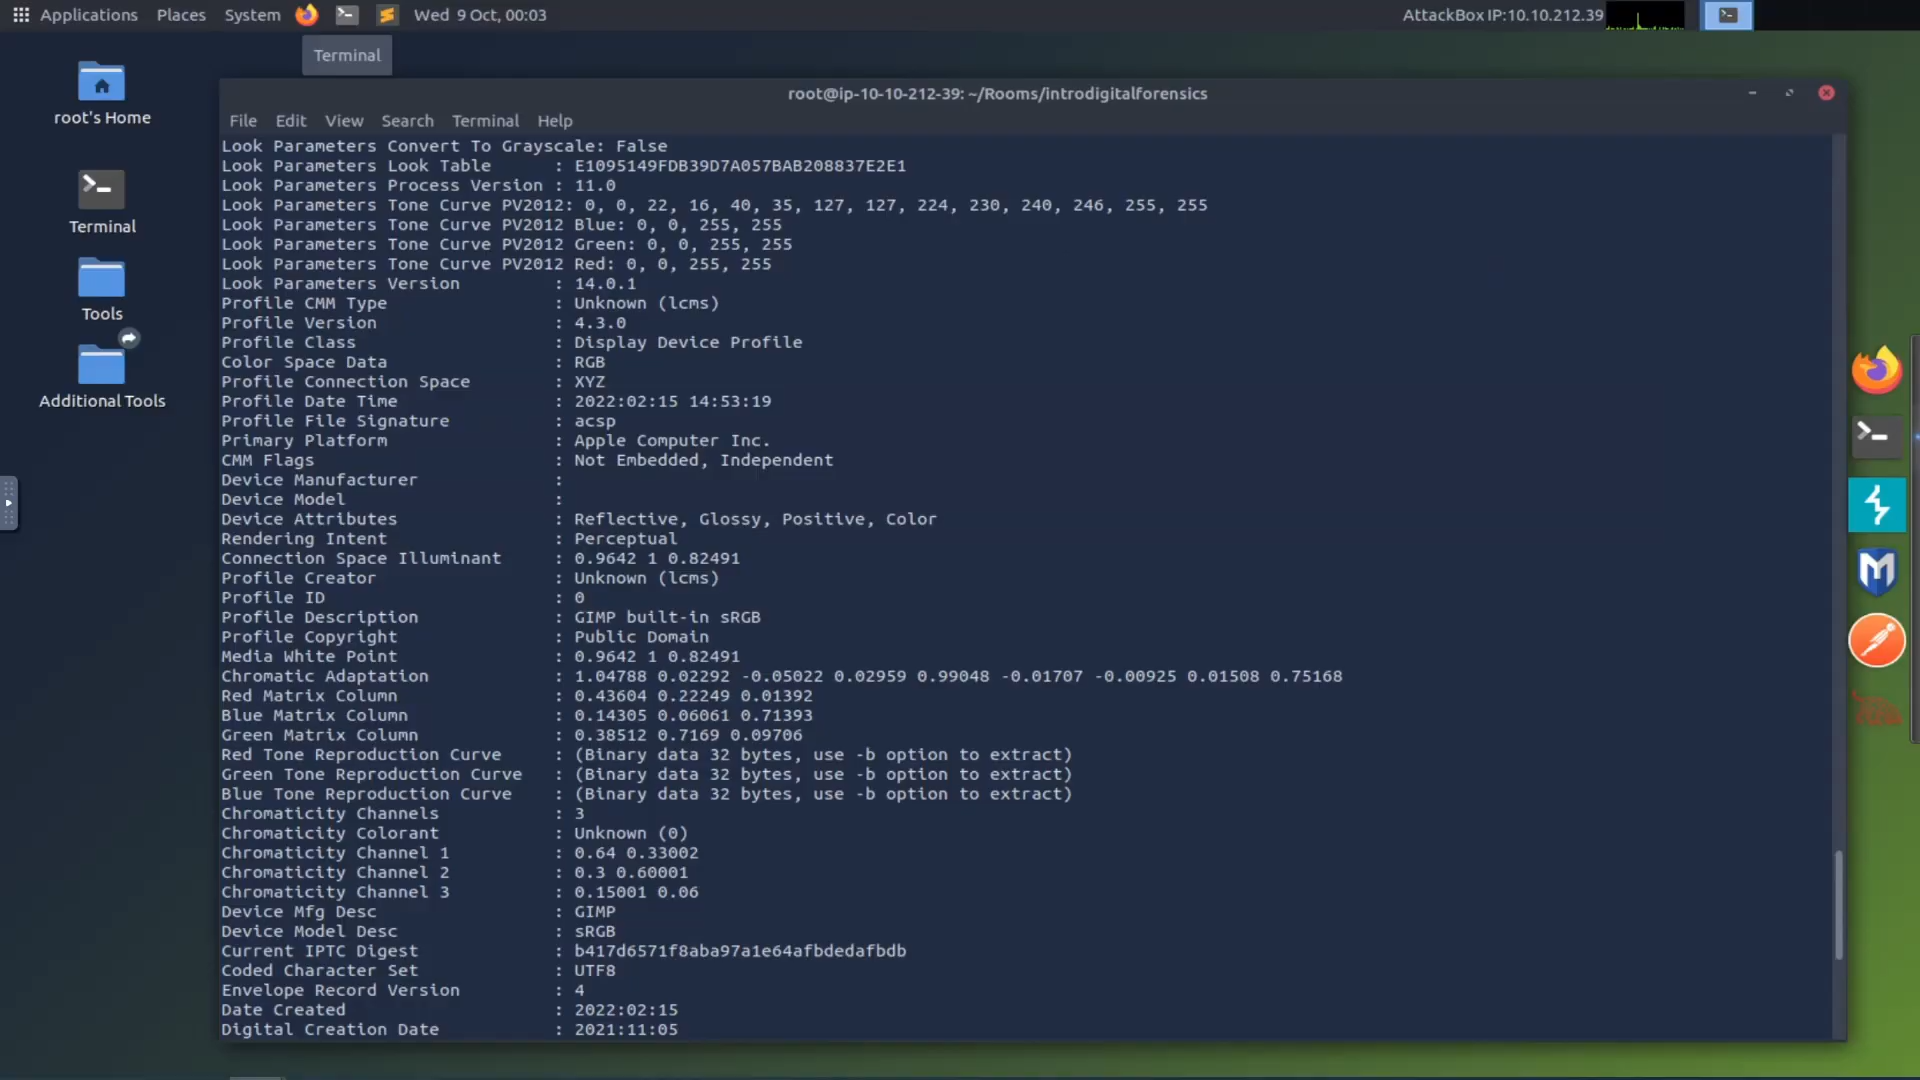 Applications Places System Wed 9 Oct, 00:03 AttackBox IP:10.10.212.39
Terminal
root's Home
Terminal
Tools
Additional Tools
root@ip-10-10-212-39: ~/Rooms/introdigitalforensics
File Edit View Search Terminal Help
Look Parameters Convert To Grayscale: False
Look Parameters Look Table : E1095149FDB39D7A057BAB208837E2E1
Look Parameters Process Version : 11.0
Look Parameters Tone Curve PV2012: 0, 0, 22, 16, 40, 35, 127, 127, 224, 230, 240, 246, 255, 255
Look Parameters Tone Curve PV2012 Blue: 0, 0, 255, 255
Look Parameters Tone Curve PV2012 Green: 0, 0, 255, 255
Look Parameters Tone Curve PV2012 Red: 0, 0, 255, 255
Look Parameters Version : 14.0.1
Profile CMM Type : Unknown (lcms)
Profile Version : 4.3.0
Profile Class : Display Device Profile
Color Space Data : RGB
Profile Connection Space : XYZ
Profile Date Time : 2022:02:15 14:53:19
Profile File Signature : acsp
Primary Platform : Apple Computer Inc.
CMM Flags : Not Embedded, Independent
Device Manufacturer :
Device Model :
Device Attributes : Reflective, Glossy, Positive, Color
Rendering Intent : Perceptual
Connection Space Illuminant : 0.9642 1 0.82491
Profile Creator : Unknown (lcms)
Profile ID : 0
Profile Description : GIMP built-in sRGB
Profile Copyright : Public Domain
Media White Point : 0.9642 1 0.82491
Chromatic Adaptation : 1.04788 0.02292 -0.05022 0.02959 0.99048 -0.01707 -0.00925 0.01508 0.75168
Red Matrix Column : 0.43604 0.22249 0.01392
Blue Matrix Column : 0.14305 0.06061 0.71393
Green Matrix Column : 0.38512 0.7169 0.09706
Red Tone Reproduction Curve : (Binary data 32 bytes, use -b option to extract)
Green Tone Reproduction Curve : (Binary data 32 bytes, use -b option to extract)
Blue Tone Reproduction Curve : (Binary data 32 bytes, use -b option to extract)
Chromaticity Channels : 3
Chromaticity Colorant : Unknown (0)
Chromaticity Channel 1 : 0.64 0.33002
Chromaticity Channel 2 : 0.3 0.60001
Chromaticity Channel 3 : 0.15001 0.06
Device Mfg Desc : GIMP
Device Model Desc : sRGB
Current IPTC Digest : b417d6571f8aba97a1e64afbdedafbdb
Coded Character Set : UTF8
Envelope Record Version : 4
Date Created : 2022:02:15
Digital Creation Date : 2021:11:05